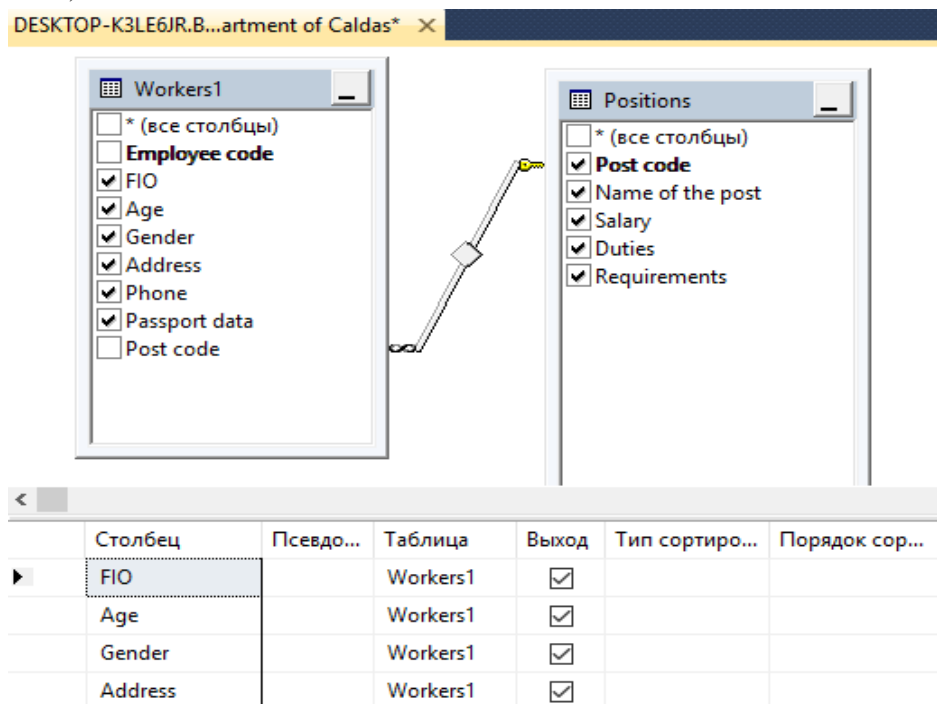 DESKTOP-K3LE6JR.B...artment of Caldas*
Workers1
* (все столбцы)
Employee code
FIO
Age
Gender
Address
Phone
Passport data
Post code
Positions
* (все столбцы)
Post code
Name of the post
Salary
Duties
Requirements
Столбец Псевдо... Таблица Выход Тип сортиро... Порядок сор...
FIO Workers1
Age Workers1
Gender Workers1
Address Workers1